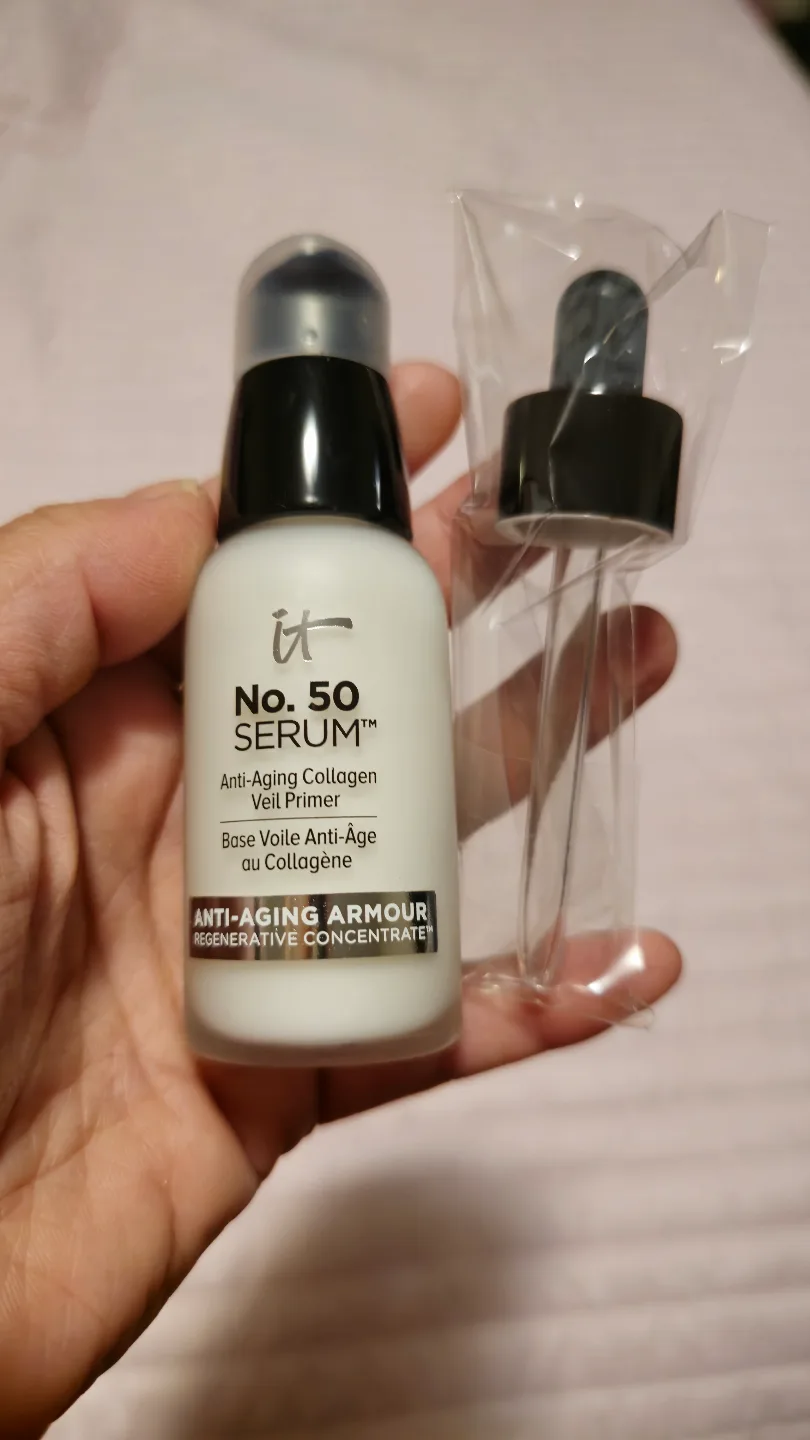 it
No. 50
SERUM™
Anti-Aging Collagen
Veil Primer
Base Voile Anti-Âge
au Collagène
ANTI-AGING ARMOUR
REGENERATIVE CONCENTRATE™